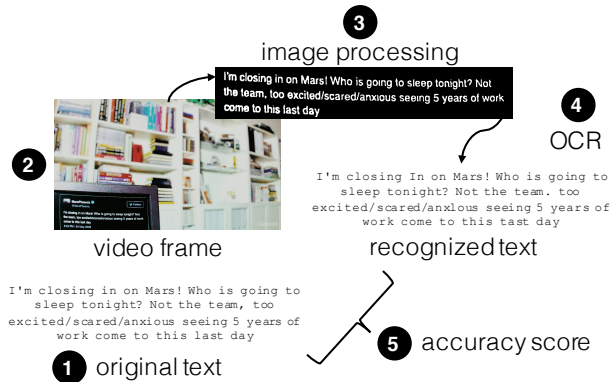 3
image processing
I'm closing in on Mars! Who is going to sleep tonight? Not
the team, too excited/scared/anxious seeing 5 years of work
come to this last day
4
OCR
2
I'm closing In on Mars! Who is going to
sleep tonight? Not the team. too
excited/scared/anxlous seeing 5 years of
work come to this tast day
video frame
recognized text
I'm closing in on Mars! Who is going to
sleep tonight? Not the team, too
excited/scared/anxious seeing 5 years of
work come to this last day
5 accuracy score
1 original text